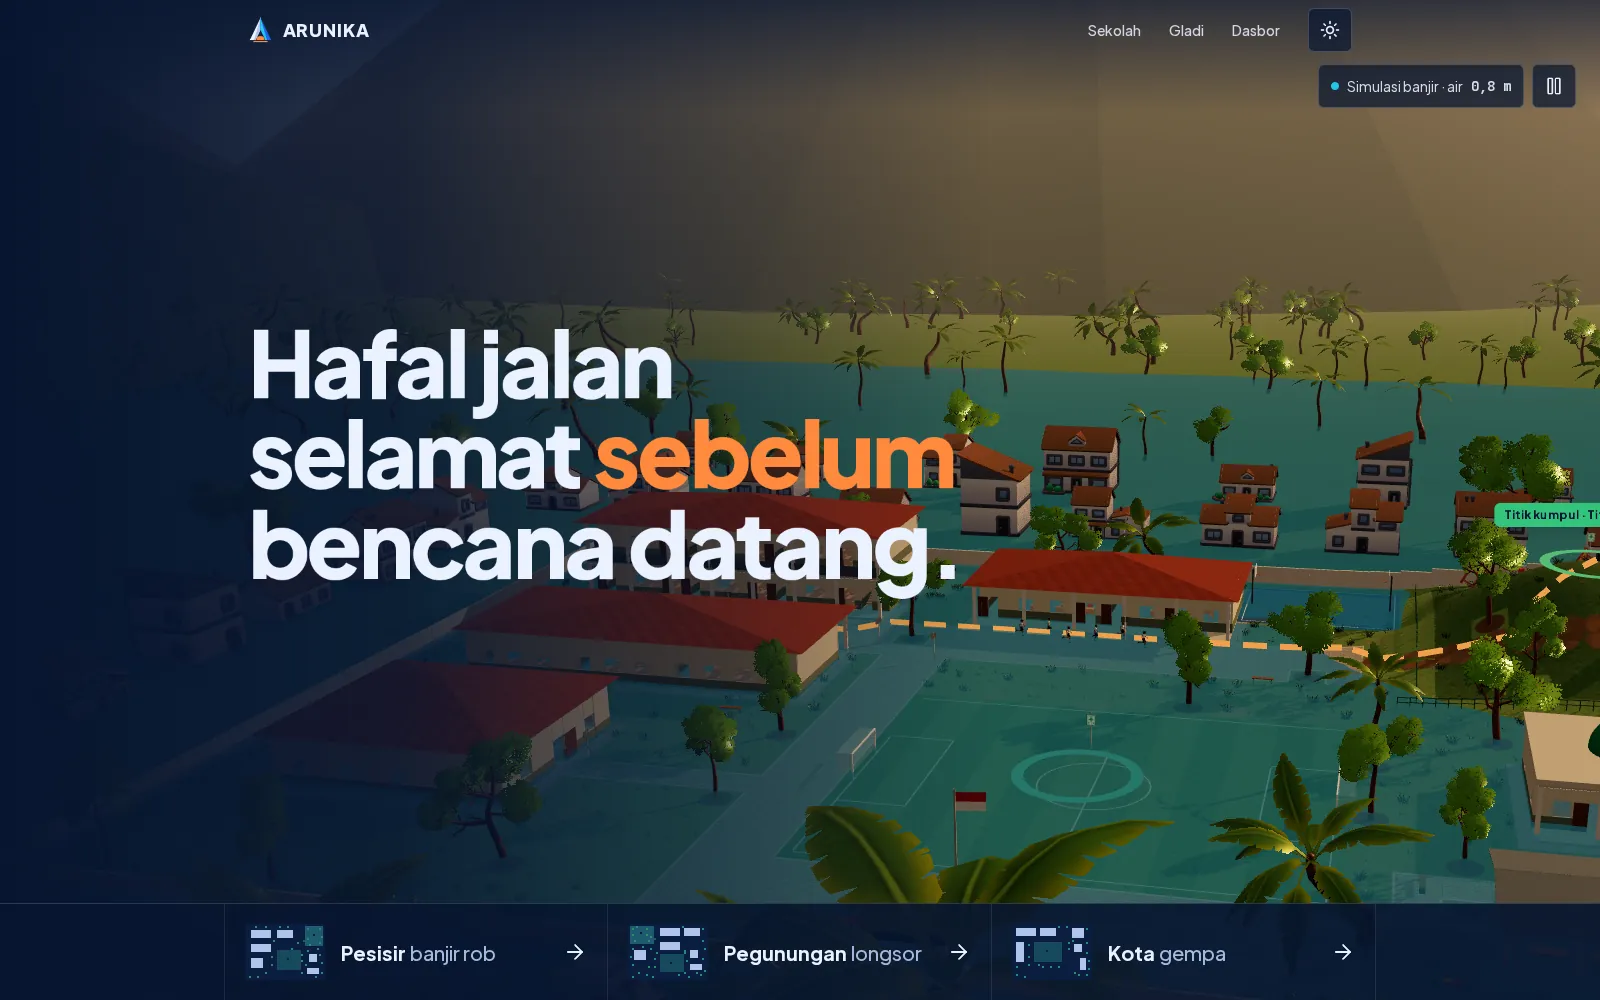 ARUNIKA
Sekolah
Gladi
Dasbor
Simulasi banjir · air 0,8 m
Hafal jalan
selamat sebelum
bencana datang.
Titik kumpul ·
Pesisir banjir rob
Pegunungan longsor
Kota gempa